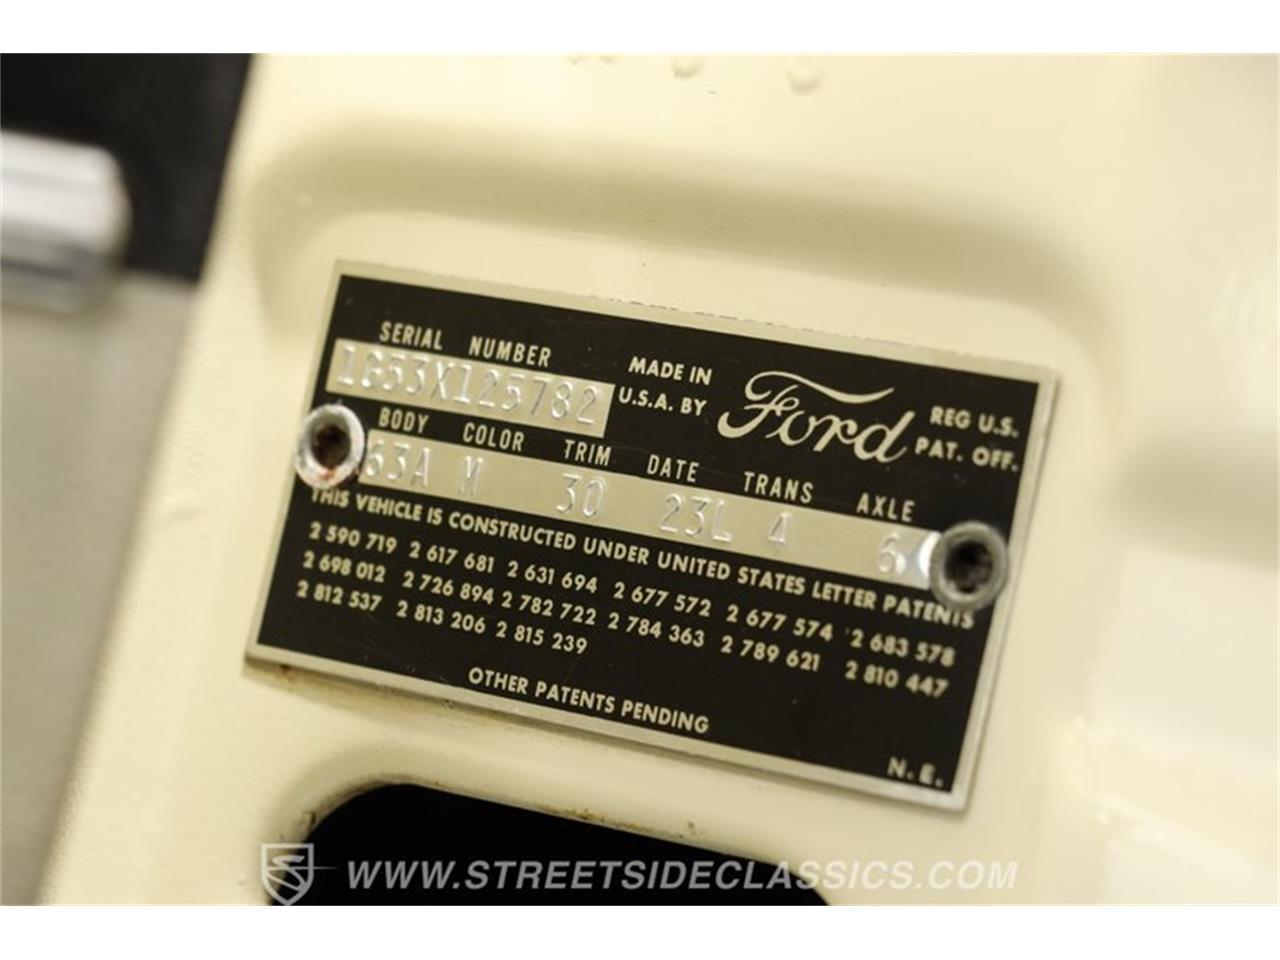 SERIAL NUMBER
1G53X125782
MADE IN
U.S.A. BY
Ford
REG U.S.
PAT. OFF.
BODY COLOR TRIM DATE TRANS AXLE
63A M 30 23L 4 6
THIS VEHICLE IS CONSTRUCTED UNDER UNITED STATES LETTER PATENTS
2 590 719 2 617 681 2 631 694 2 677 572 2 677 574 2 683 578
2 698 012 2 726 894 2 782 722 2 784 363 2 789 621 2 810 447
2 812 537 2 813 206 2 815 239
OTHER PATENTS PENDING
N. E.
WWW.STREETSIDECLASSICS.COM